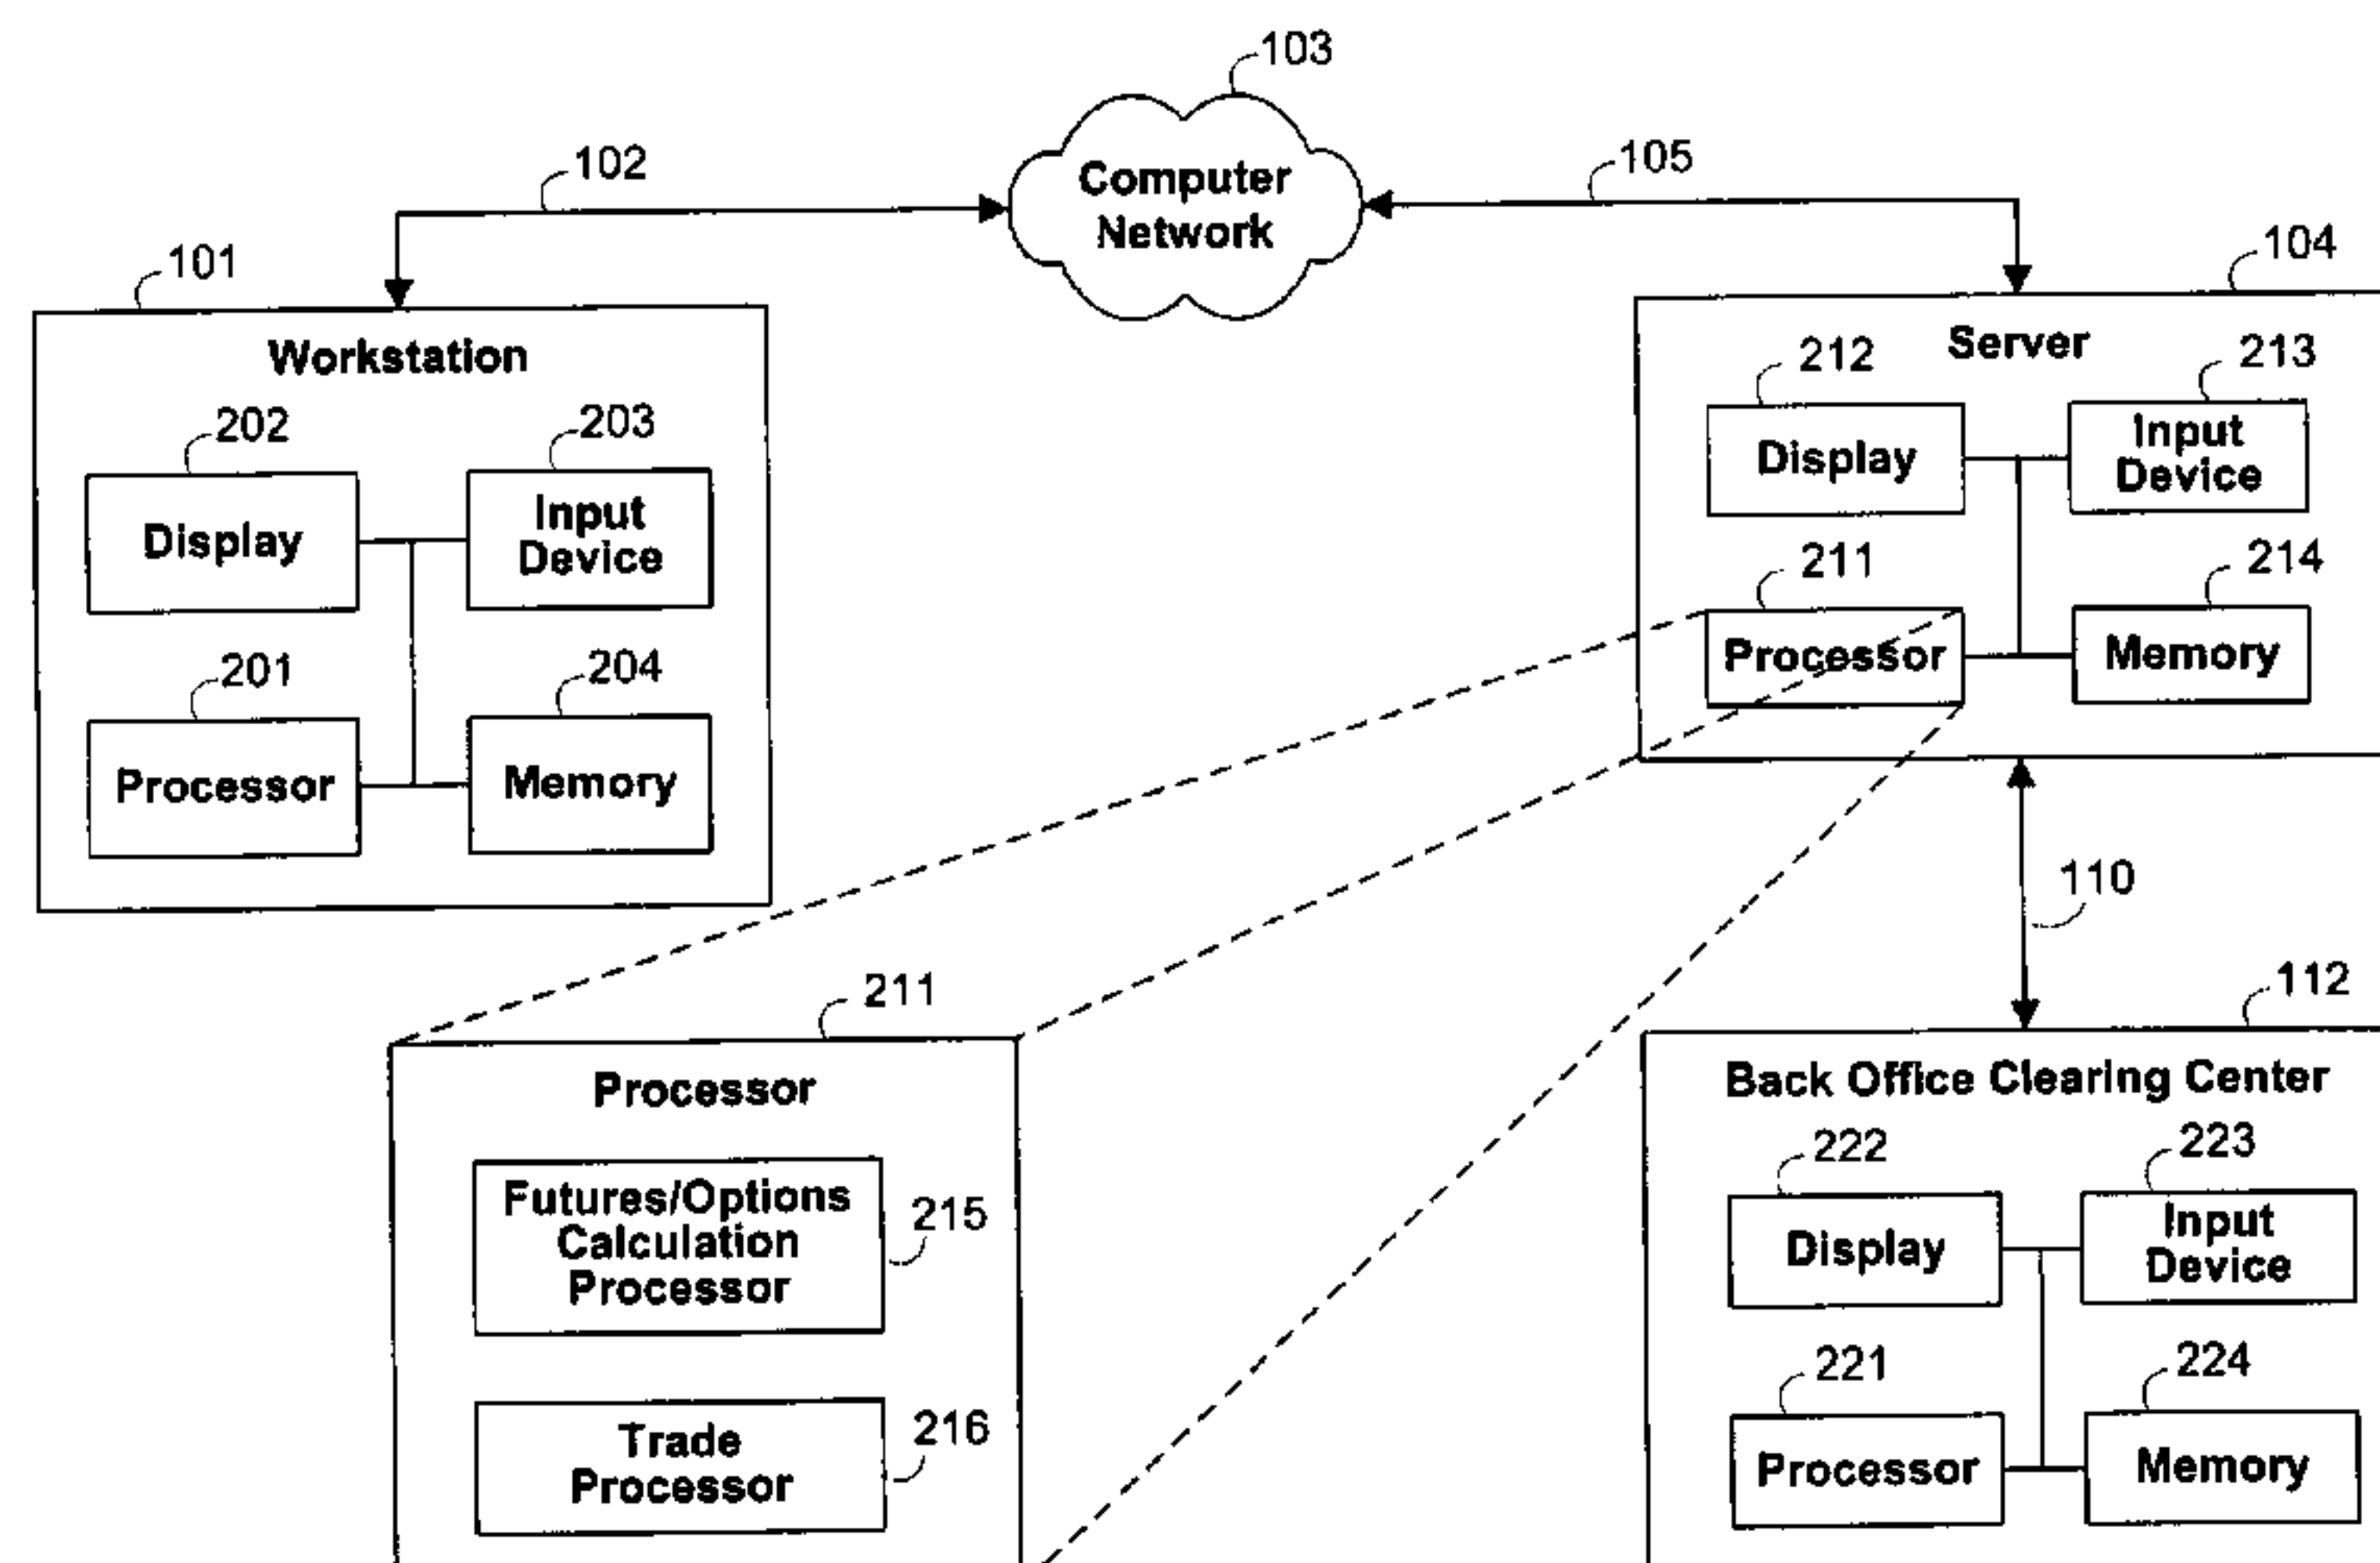 103
Computer
Network
102
105
101
Workstation
202
203
Display
Input
Device
201
204
Processor
Memory
104
Server
212
213
Display
Input
Device
211
214
Processor
Memory
110
211
Processor
Futures/Options
Calculation
Processor
215
Trade
Processor
216
112
Back Office Clearing Center
222
223
Display
Input
Device
221
224
Processor
Memory